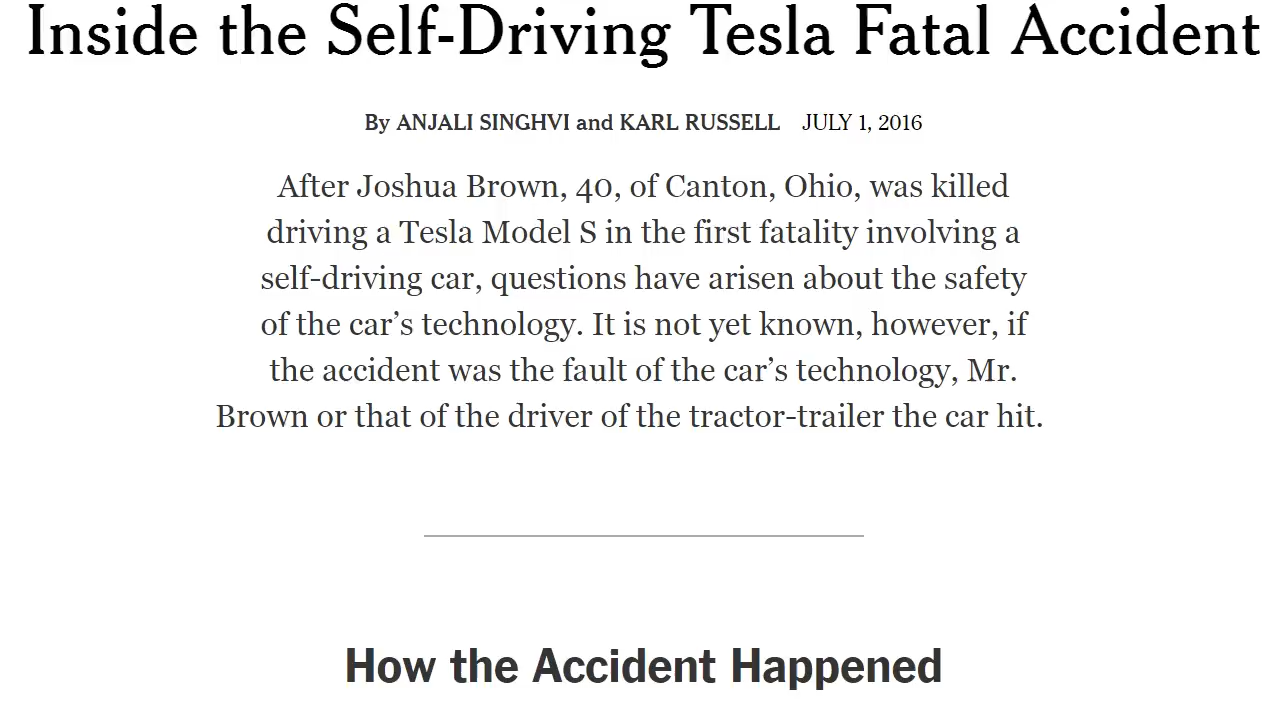 Inside the Self-Driving Tesla Fatal Accident
By ANJALI SINGHVI and KARL RUSSELL JULY 1, 2016
After Joshua Brown, 40, of Canton, Ohio, was killed
driving a Tesla Model S in the first fatality involving a
self-driving car, questions have arisen about the safety
of the car’s technology. It is not yet known, however, if
the accident was the fault of the car’s technology, Mr.
Brown or that of the driver of the tractor-trailer the car hit.
How the Accident Happened